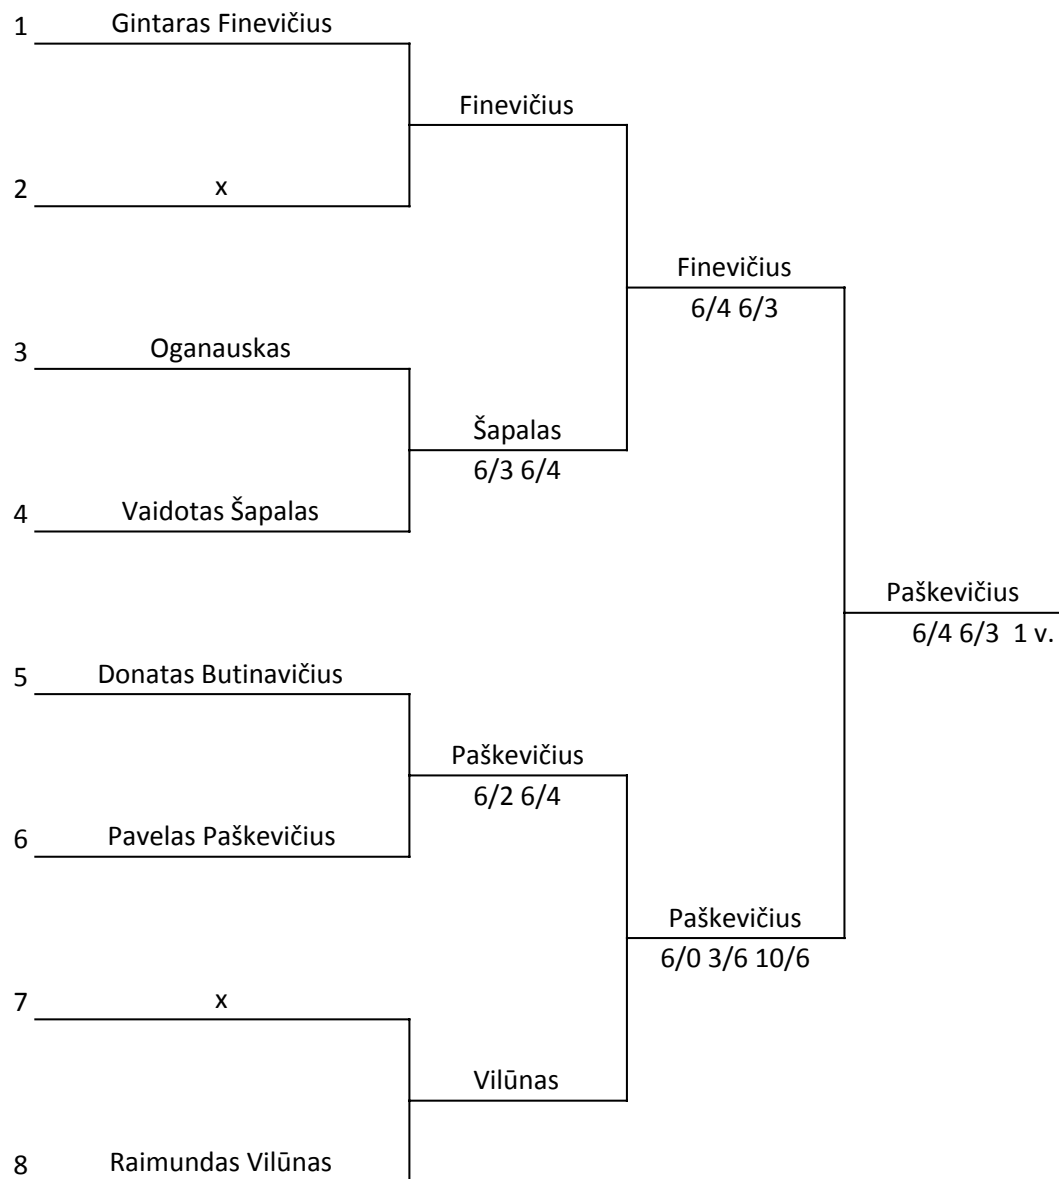 1 Gintaras Finevičius
Finevičius
2 x
Finevičius
6/4 6/3
3 Oganauskas
Šapalas
6/3 6/4
4 Vaidotas Šapalas
Paškevičius
6/4 6/3 1 v.
5 Donatas Butinavičius
Paškevičius
6/2 6/4
6 Pavelas Paškevičius
Paškevičius
6/0 3/6 10/6
7 x
Vilūnas
8 Raimundas Vilūnas